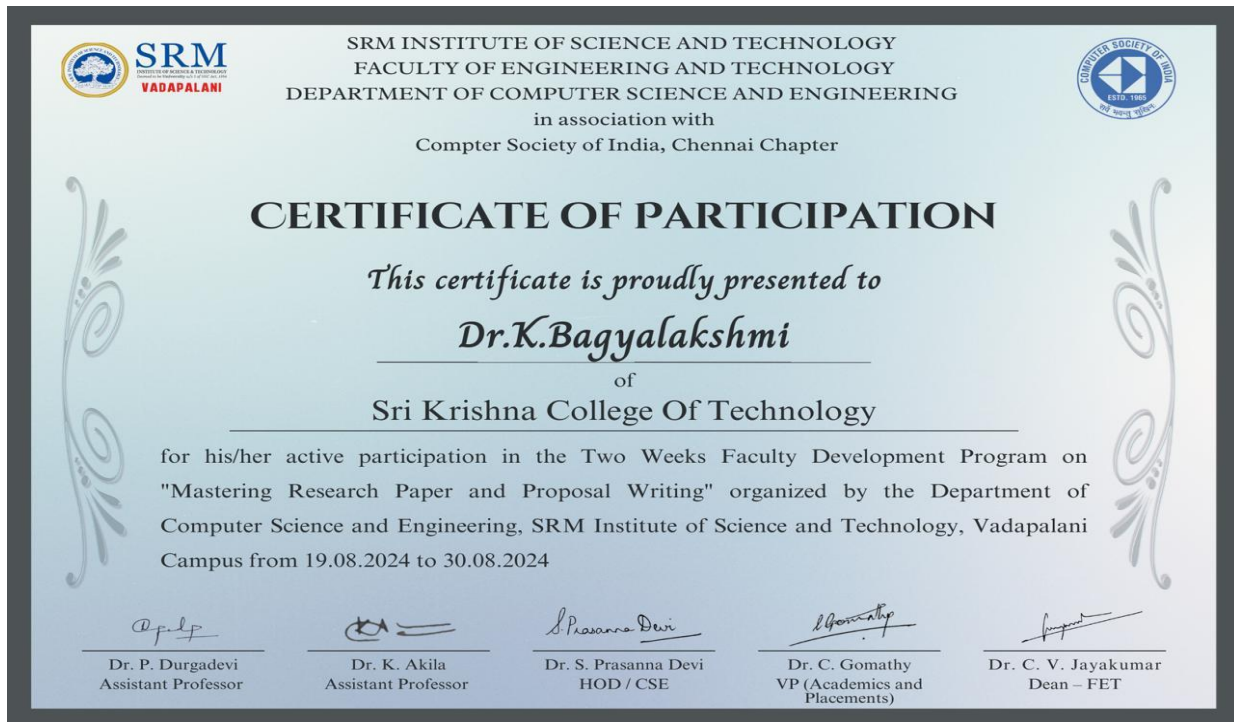 SRM
INSTITUTE OF SCIENCE & TECHNOLOGY
VADAPALANI
SRM INSTITUTE OF SCIENCE AND TECHNOLOGY
FACULTY OF ENGINEERING AND TECHNOLOGY
DEPARTMENT OF COMPUTER SCIENCE AND ENGINEERING
in association with
Compter Society of India, Chennai Chapter
COMPUTER SOCIETY OF INDIA
ESTD. 1965
CERTIFICATE OF PARTICIPATION
This certificate is proudly presented to
Dr.K.Bagyalakshmi
of
Sri Krishna College Of Technology
for his/her active participation in the Two Weeks Faculty Development Program on
"Mastering Research Paper and Proposal Writing" organized by the Department of
Computer Science and Engineering, SRM Institute of Science and Technology, Vadapalani
Campus from 19.08.2024 to 30.08.2024
S. Prasanna Devi
Dr. P. Durgadevi
Assistant Professor
Dr. K. Akila
Assistant Professor
Dr. S. Prasanna Devi
HOD / CSE
Dr. C. Gomathy
VP (Academics and
Placements)
Dr. C. V. Jayakumar
Dean – FET